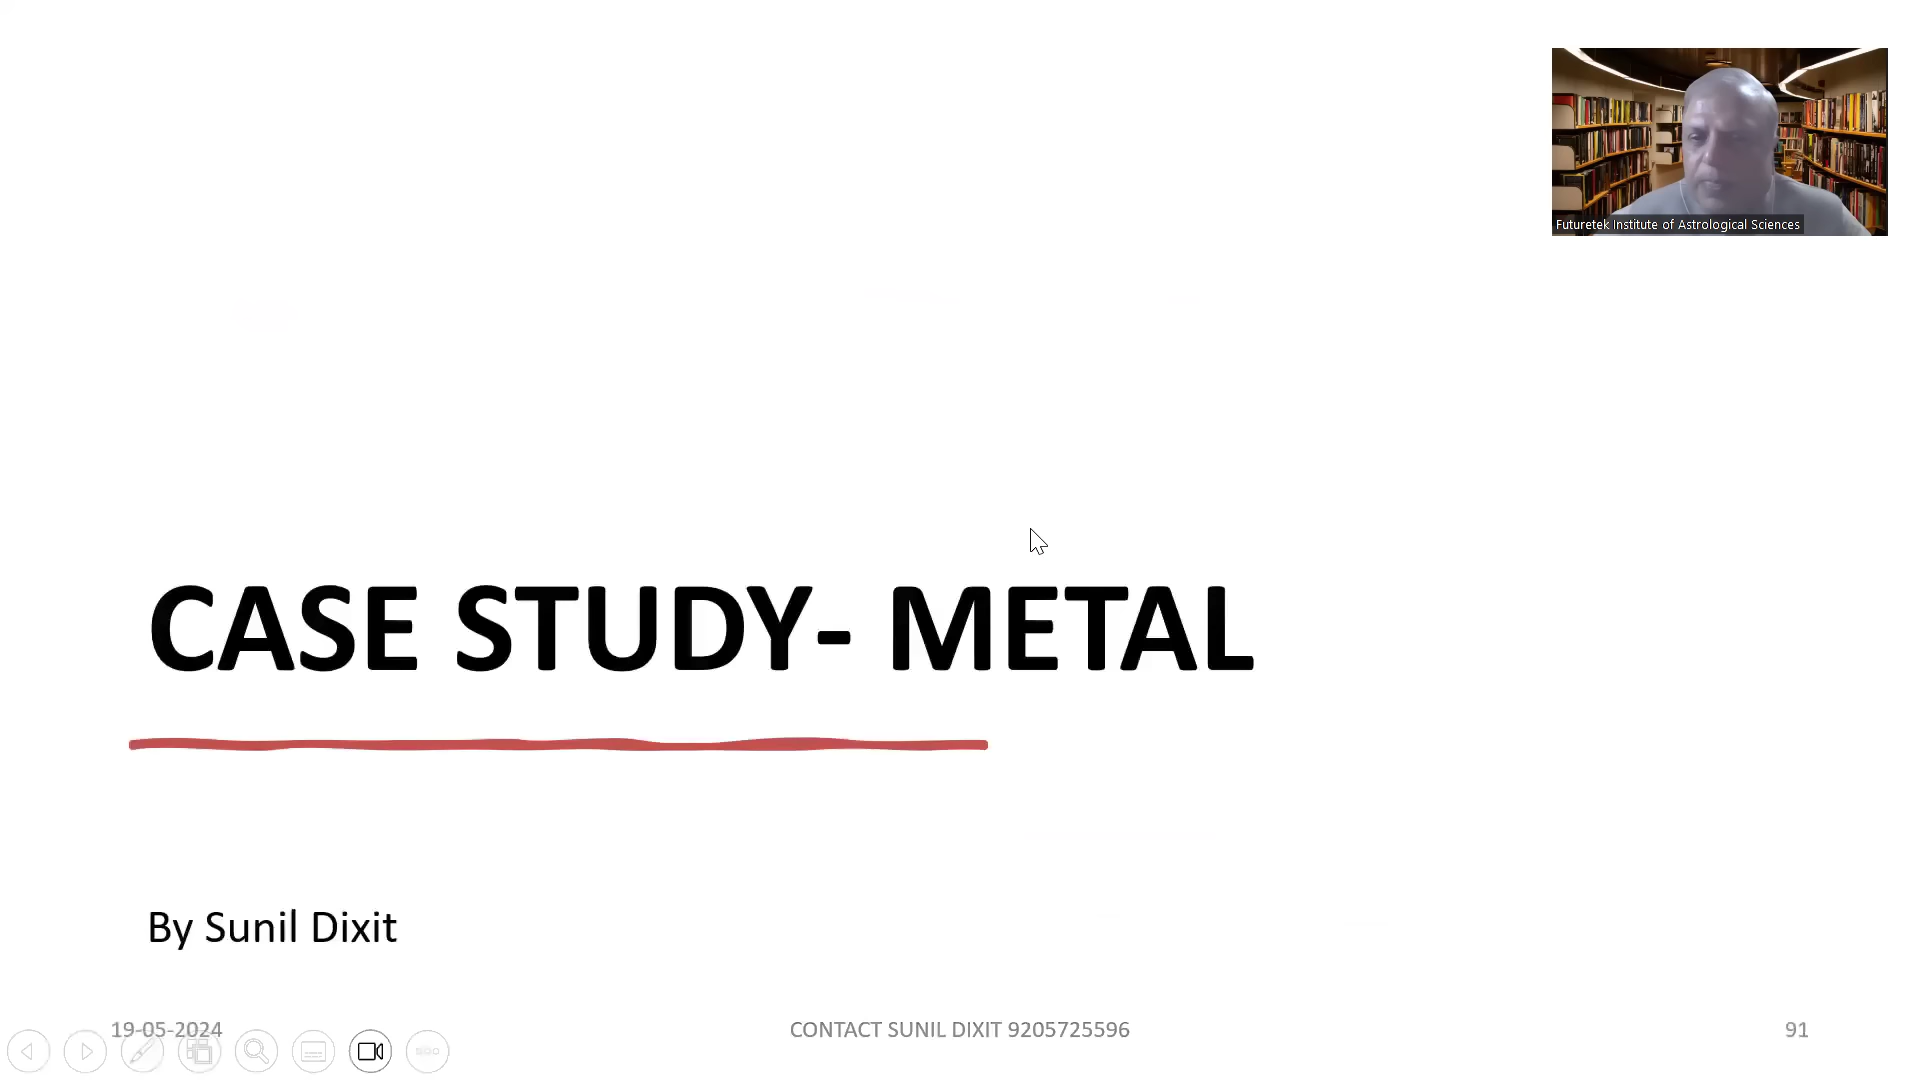 Futuretek Institute of Astrological Sciences
CASE STUDY- METAL
By Sunil Dixit
19-05-2024
CONTACT SUNIL DIXIT 9205725596
91